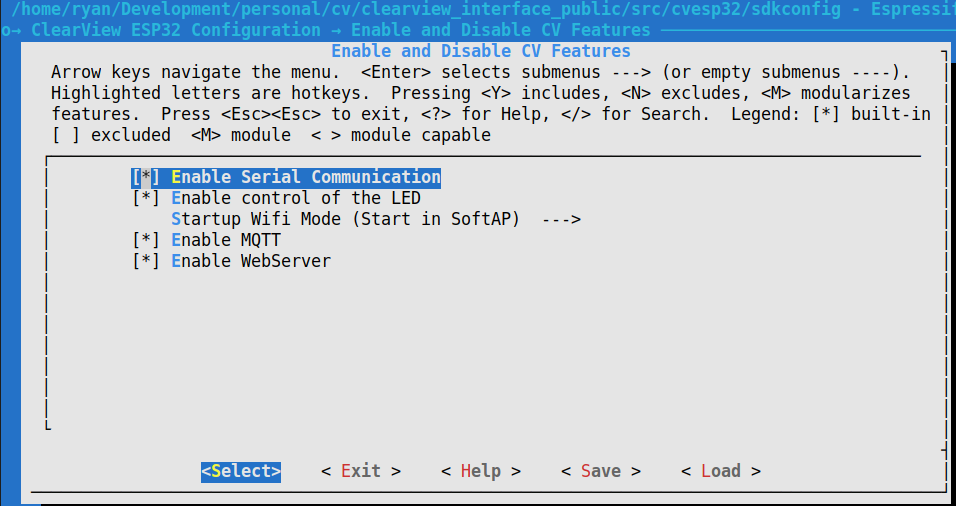 /home/ryan/Development/personal/cv/clearview_interface_public/src/cvesp32/sdkconfig - Espressif
o→ ClearView ESP32 Configuration → Enable and Disable CV Features
Enable and Disable CV Features
Arrow keys navigate the menu.  <Enter> selects submenus ---> (or empty submenus ----).
Highlighted letters are hotkeys.  Pressing <Y> includes, <N> excludes, <M> modularizes
features.  Press <Esc><Esc> to exit, <?> for Help, </> for Search.  Legend: [*] built-in
[ ] excluded  <M> module  < > module capable
[*] Enable Serial Communication
[*] Enable control of the LED
Startup Wifi Mode (Start in SoftAP)  --->
[*] Enable MQTT
[*] Enable WebServer
<Select>    < Exit >    < Help >    < Save >    < Load >